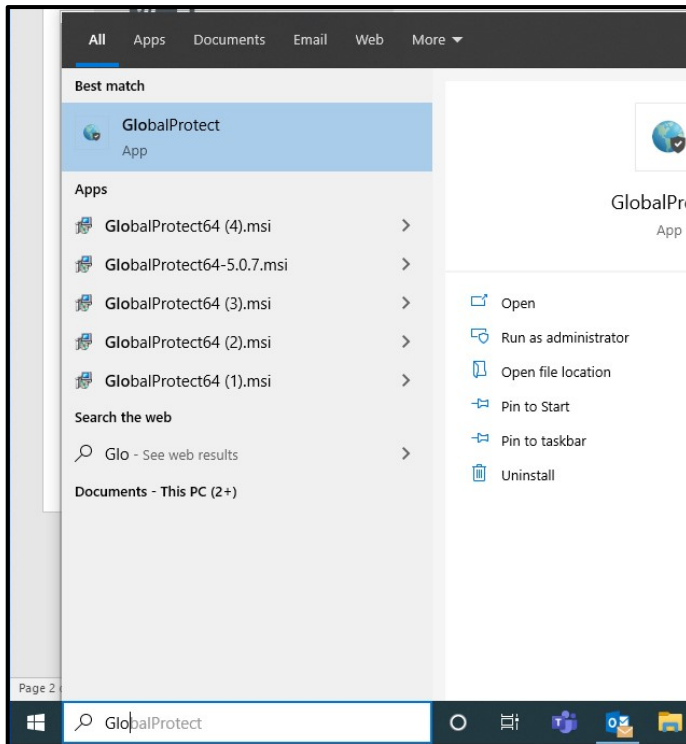 All Apps Documents Email Web More
Best match
GlobalProtect
App
Apps
GlobalProtect64 (4).msi
GlobalProtect64-5.0.7.msi
GlobalProtect64 (3).msi
GlobalProtect64 (2).msi
GlobalProtect64 (1).msi
Search the web
Glo - See web results
Documents - This PC (2+)
GlobalPr
App
Open
Run as administrator
Open file location
Pin to Start
Pin to taskbar
Uninstall
Page 2
GlobalProtect